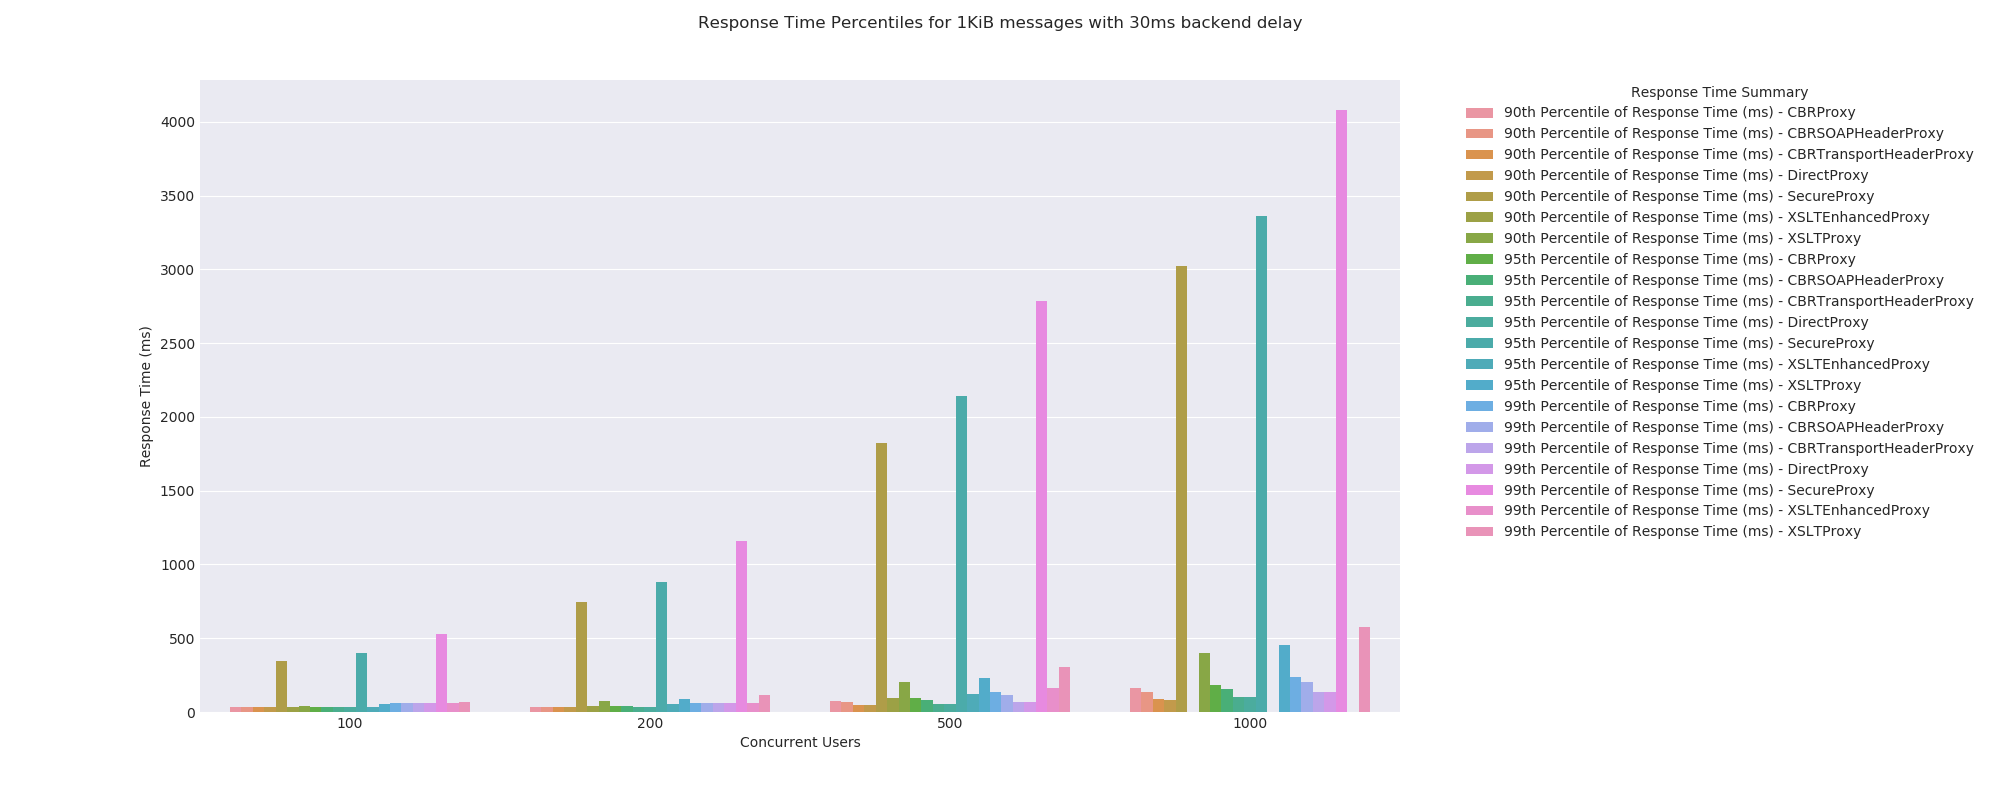 Response Time Percentiles for 1KiB messages with 30ms backend delay
Response Time (ms)
4000
3500
3000
2500
2000
1500
1000
500
0
100
200
500
1000
Concurrent Users
Response Time Summary
90th Percentile of Response Time (ms) - CBRProxy
90th Percentile of Response Time (ms) - CBRSOAPHeaderProxy
90th Percentile of Response Time (ms) - CBRTransportHeaderProxy
90th Percentile of Response Time (ms) - DirectProxy
90th Percentile of Response Time (ms) - SecureProxy
90th Percentile of Response Time (ms) - XSLTEnhancedProxy
90th Percentile of Response Time (ms) - XSLTProxy
95th Percentile of Response Time (ms) - CBRProxy
95th Percentile of Response Time (ms) - CBRSOAPHeaderProxy
95th Percentile of Response Time (ms) - CBRTransportHeaderProxy
95th Percentile of Response Time (ms) - DirectProxy
95th Percentile of Response Time (ms) - SecureProxy
95th Percentile of Response Time (ms) - XSLTEnhancedProxy
95th Percentile of Response Time (ms) - XSLTProxy
99th Percentile of Response Time (ms) - CBRProxy
99th Percentile of Response Time (ms) - CBRSOAPHeaderProxy
99th Percentile of Response Time (ms) - CBRTransportHeaderProxy
99th Percentile of Response Time (ms) - DirectProxy
99th Percentile of Response Time (ms) - SecureProxy
99th Percentile of Response Time (ms) - XSLTEnhancedProxy
99th Percentile of Response Time (ms) - XSLTProxy